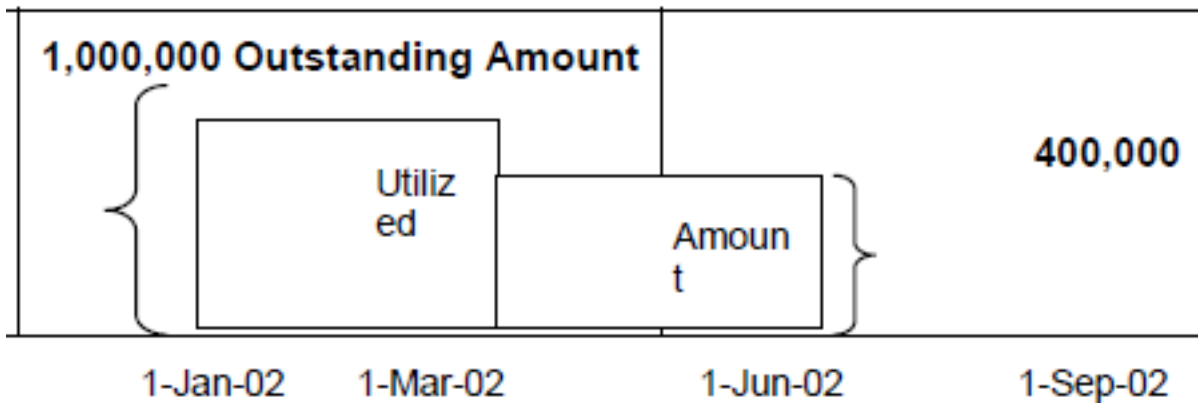 1,000,000 Outstanding Amount
400,000
Utiliz
ed
Amoun
t
1-Jan-02 1-Mar-02 1-Jun-02 1-Sep-02